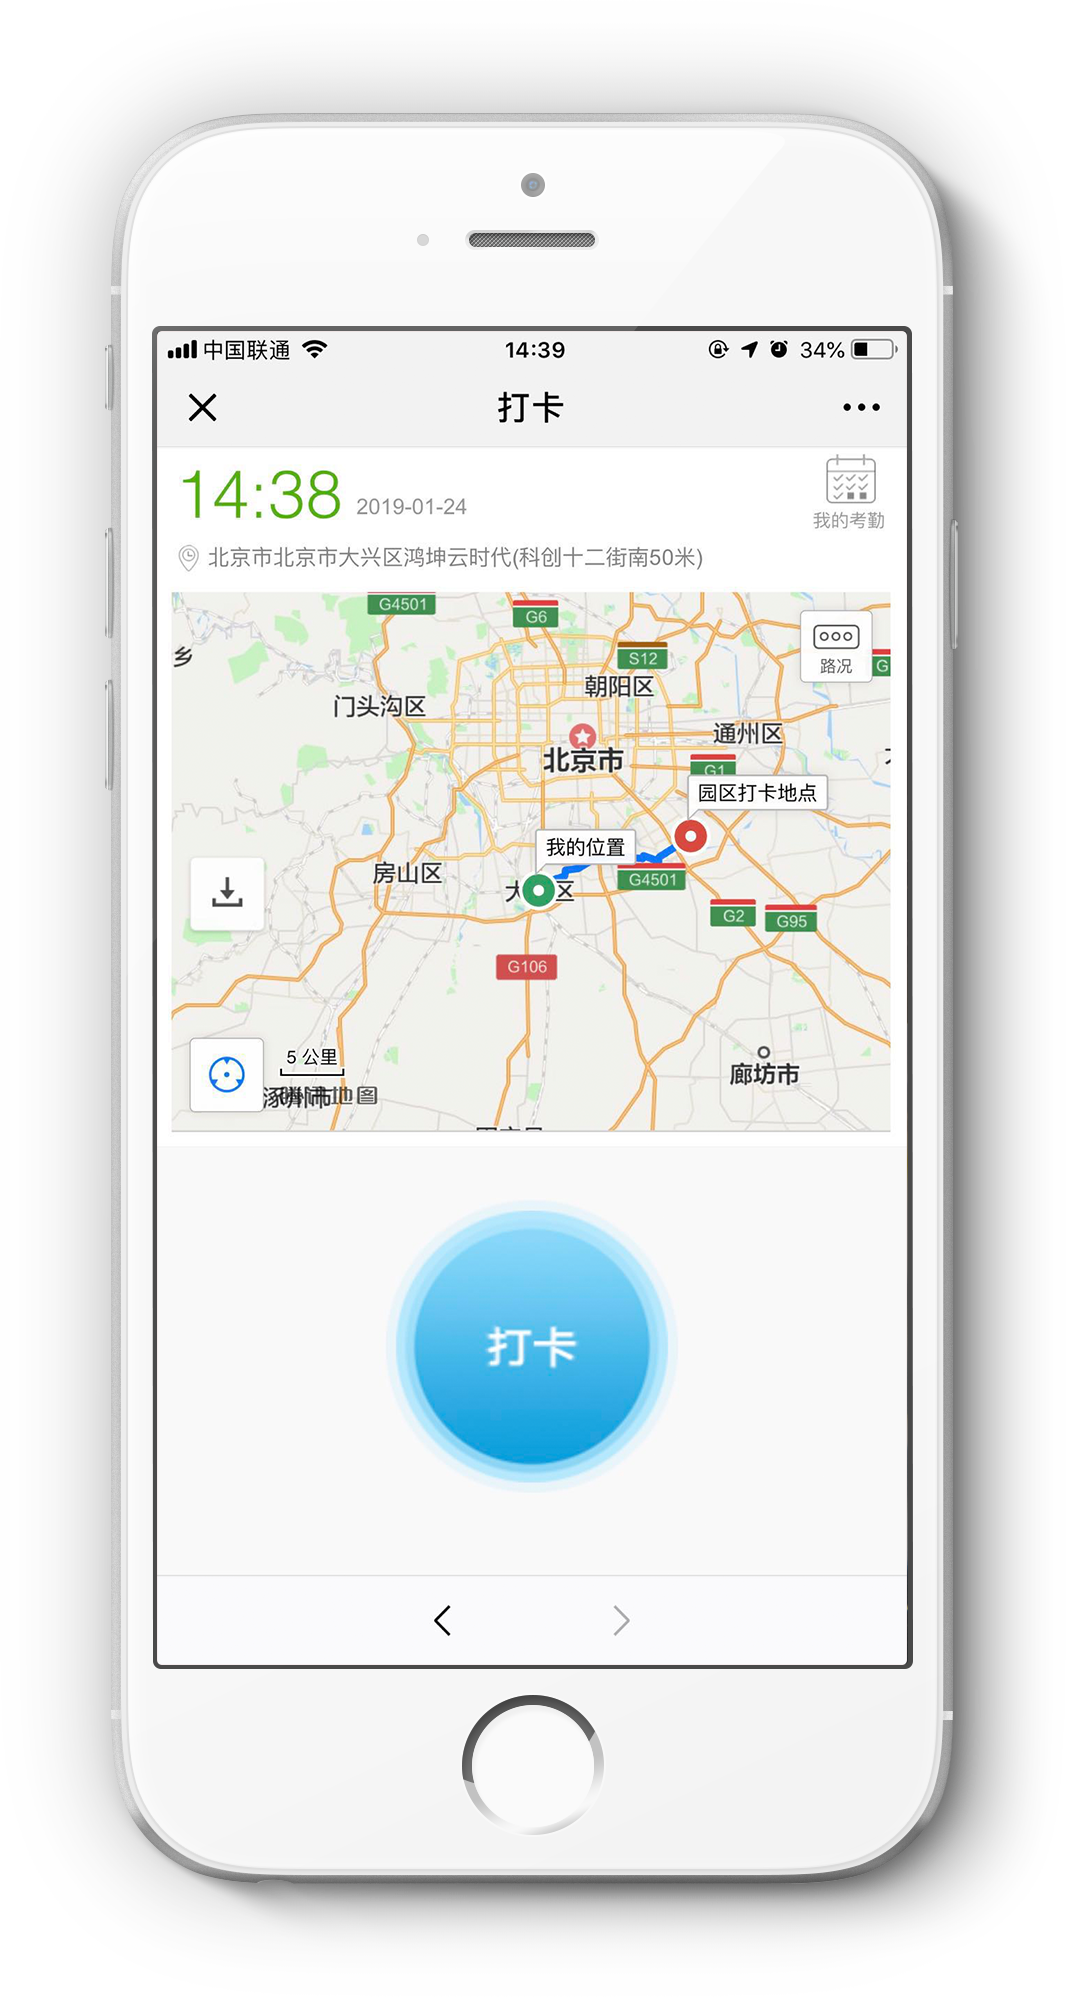 中国联通
14:39
34%
打卡
14:38
2019-01-24
我的考勤
北京市北京市大兴区鸿坤云时代(科创十二街南50米)
G4501
G6
S12
路况
G
乡
朝阳区
门头沟区
通州区
北京市
G1
园区打卡地点
我的位置
房山区
G4501
大
区
G2
G95
G106
5 公里
廊坊市
涿州市
地图
打卡